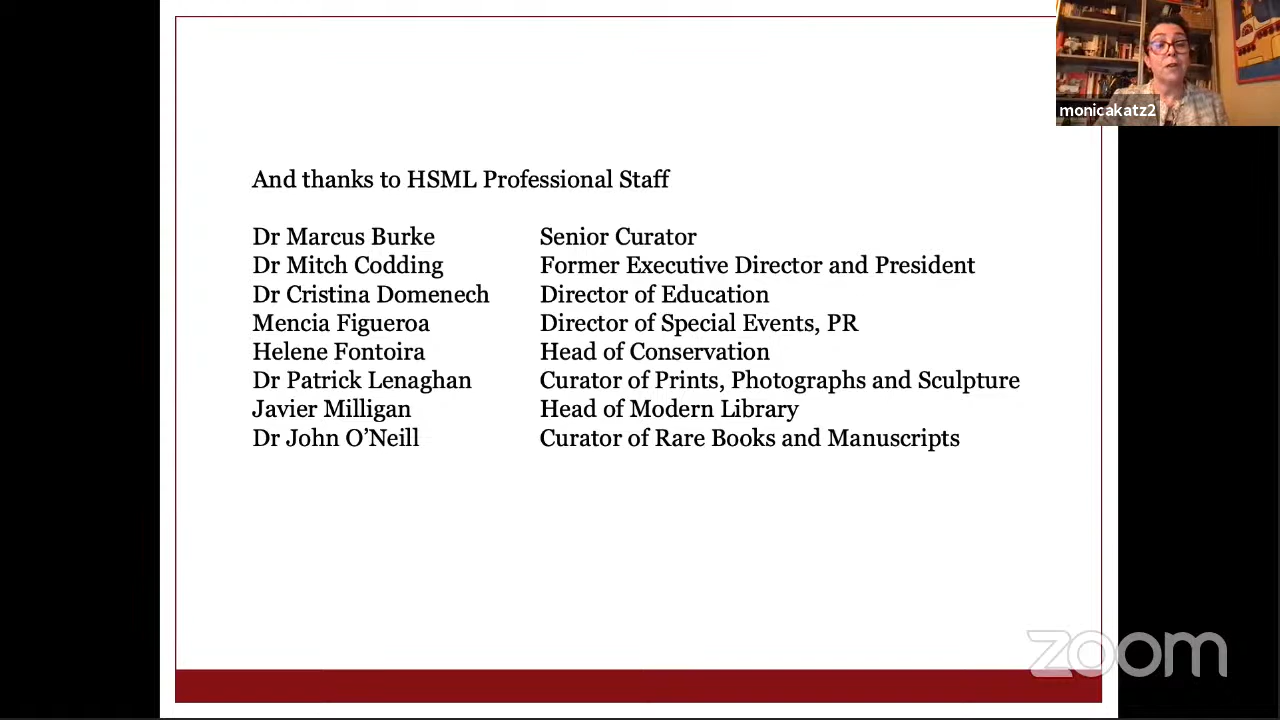 monicakatz2
And thanks to HSML Professional Staff
Dr Marcus Burke Senior Curator
Dr Mitch Codding Former Executive Director and President
Dr Cristina Domenech Director of Education
Mencia Figueroa Director of Special Events, PR
Helene Fontoira Head of Conservation
Dr Patrick Lenaghan Curator of Prints, Photographs and Sculpture
Javier Milligan Head of Modern Library
Dr John O’Neill Curator of Rare Books and Manuscripts
zoom